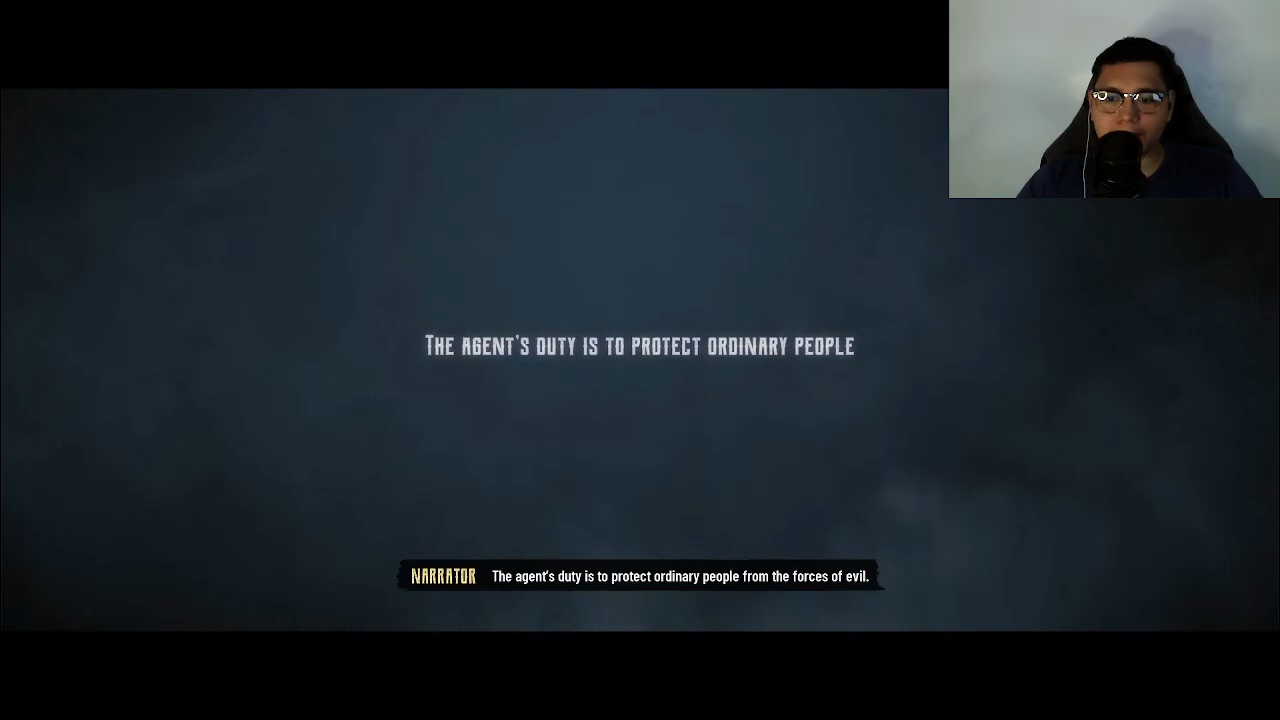 The agent's duty is to protect ordinary people
Narrator The agent's duty is to protect ordinary people from the forces of evil.